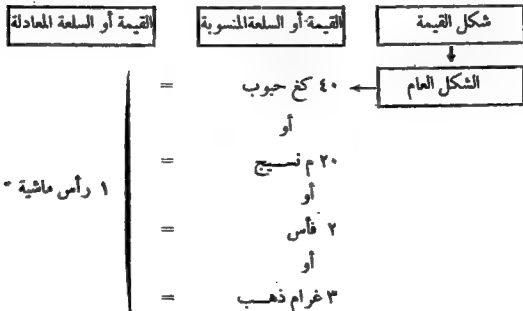 شكل القيمة
القيمة أو السلعة المنسوبة
القيمة أو السلعة المعادلة
الشكل العام
٤٠ كغ حبوب =
أو
٢٠ م نسيج =
أو
١ رأس ماشية
٢ فأس =
أو
٣ غرام ذهب =